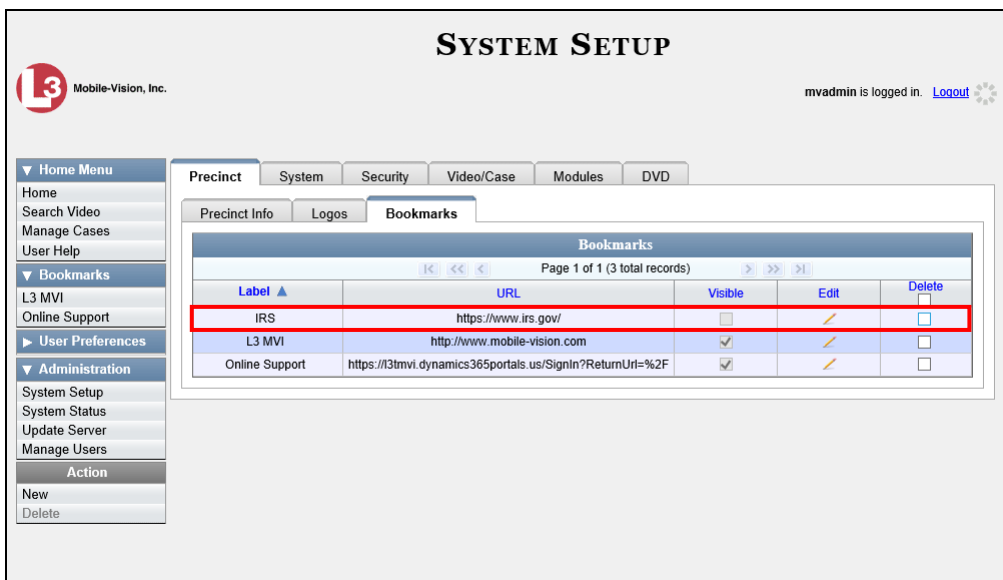 SYSTEM SETUP
L3 Mobile-Vision, Inc.
mvadmin is logged in. Logout
▼ Home Menu
Home
Search Video
Manage Cases
User Help
▼ Bookmarks
L3 MVI
Online Support
▶ User Preferences
▼ Administration
System Setup
System Status
Update Server
Manage Users
Action
New
Delete
Precinct System Security Video/Case Modules DVD
Precinct Info Logos Bookmarks
Bookmarks
|< << < Page 1 of 1 (3 total records) > >> >|
Label ▲ URL Visible Edit Delete
IRS https://www.irs.gov/
L3 MVI http://www.mobile-vision.com
Online Support https://l3tmvi.dynamics365portals.us/SignIn?ReturnUrl=%2F